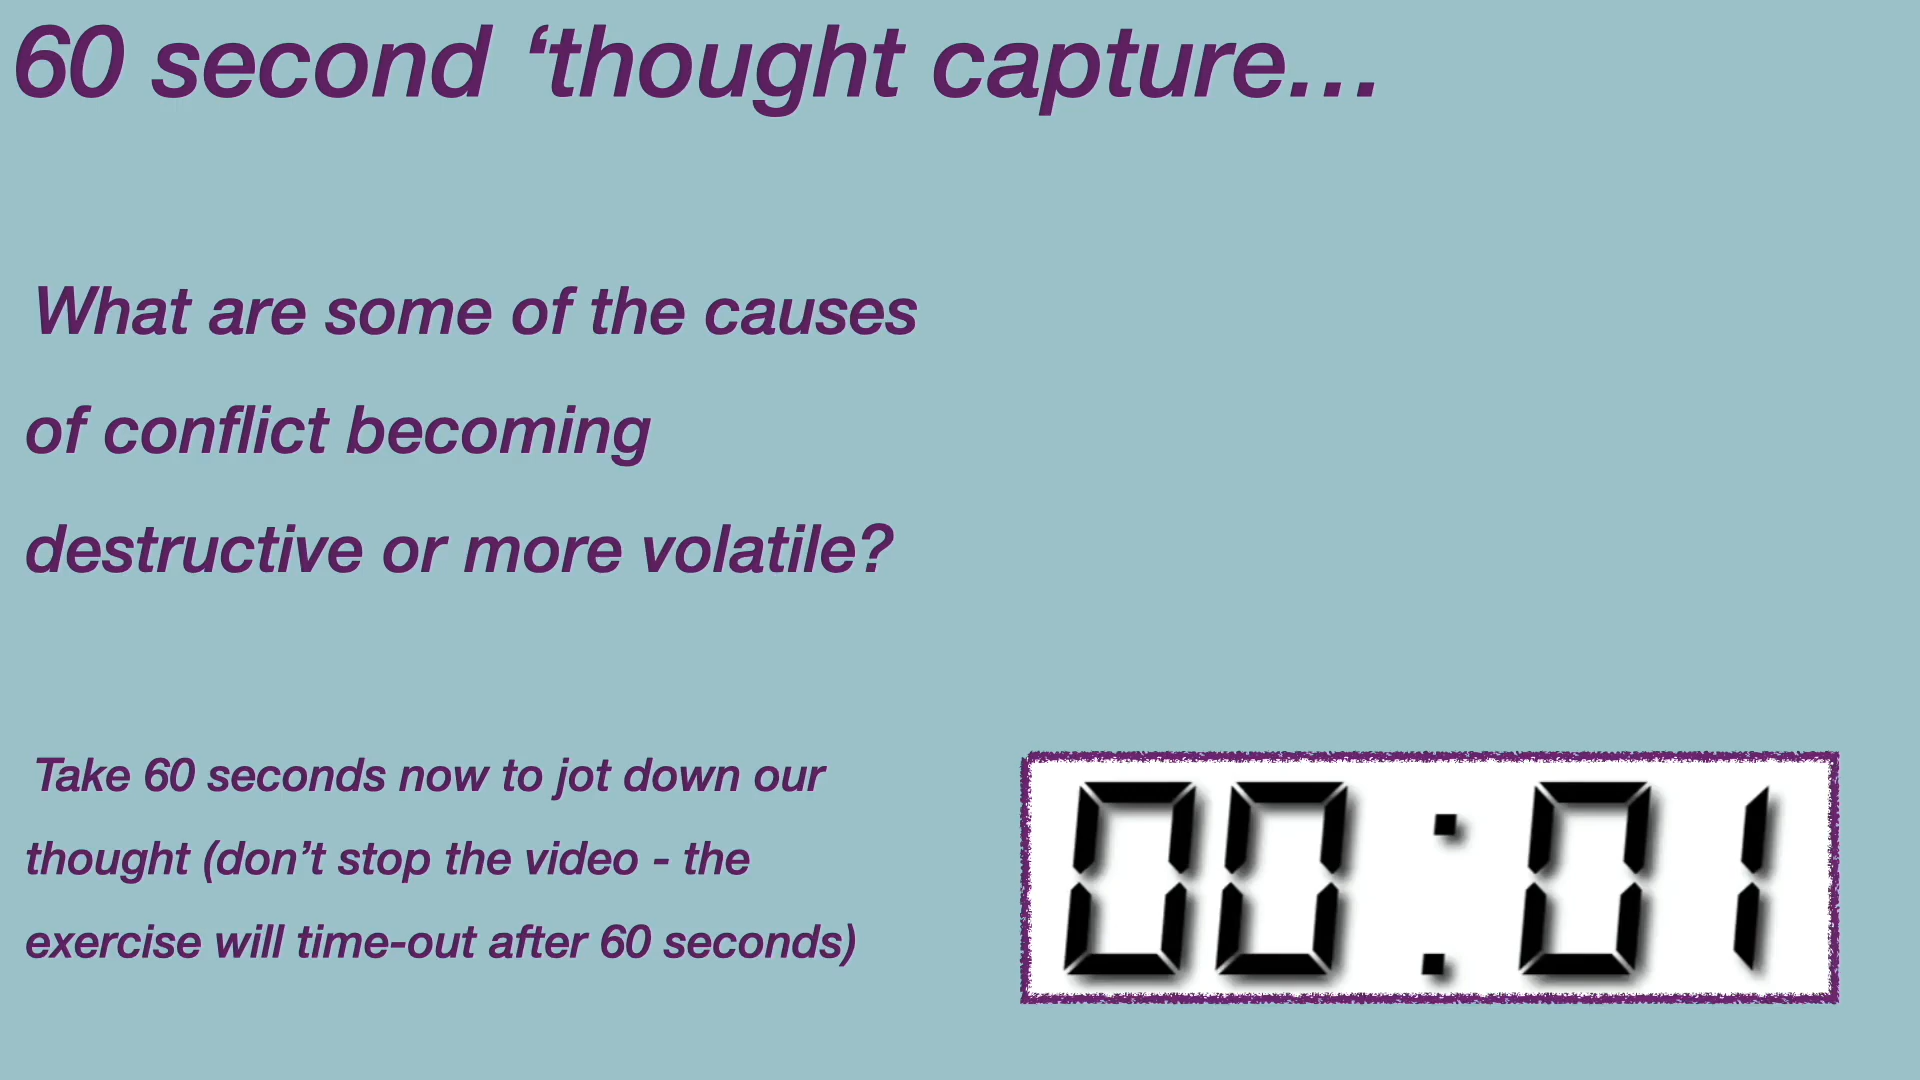 60 second ‘thought capture…
What are some of the causes
of conflict becoming
destructive or more volatile?
Take 60 seconds now to jot down our
thought (don’t stop the video - the
exercise will time-out after 60 seconds)
00:01